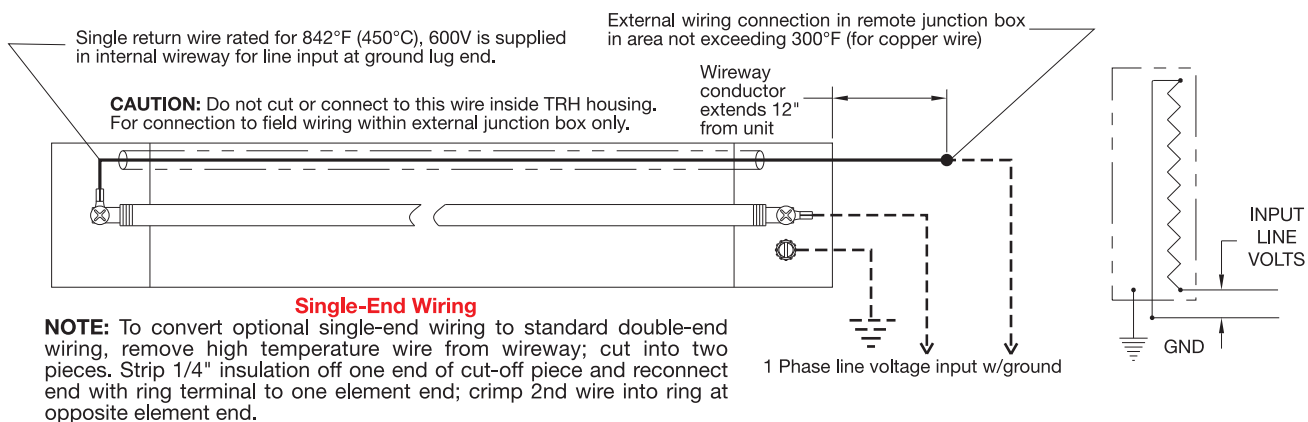 Single return wire rated for 842°F (450°C), 600V is supplied
in internal wireway for line input at ground lug end.
External wiring connection in remote junction box
in area not exceeding 300°F (for copper wire)
CAUTION: Do not cut or connect to this wire inside TRH housing.
For connection to field wiring within external junction box only.
Wireway
conductor
extends 12"
from unit
INPUT
LINE
VOLTS
GND
1 Phase line voltage input w/ground
Single-End Wiring
NOTE: To convert optional single-end wiring to standard double-end
wiring, remove high temperature wire from wireway; cut into two
pieces. Strip 1/4" insulation off one end of cut-off piece and reconnect
end with ring terminal to one element end; crimp 2nd wire into ring at
opposite element end.